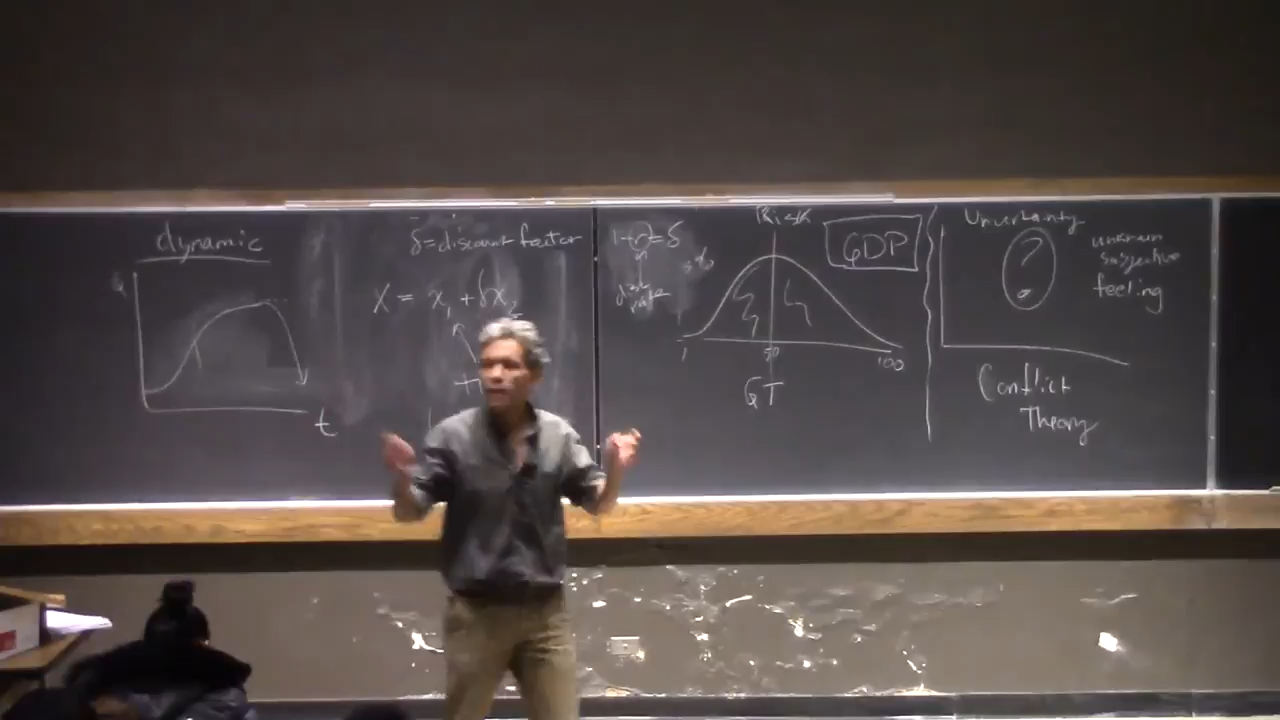 dynamic
t
δ = discount factor
X = x₁ + δx₂
1-r = δ
Risk
1
50
100
GT
GDP
Uncertainty
?
unknown
subjective
feeling
Conflict
Theory